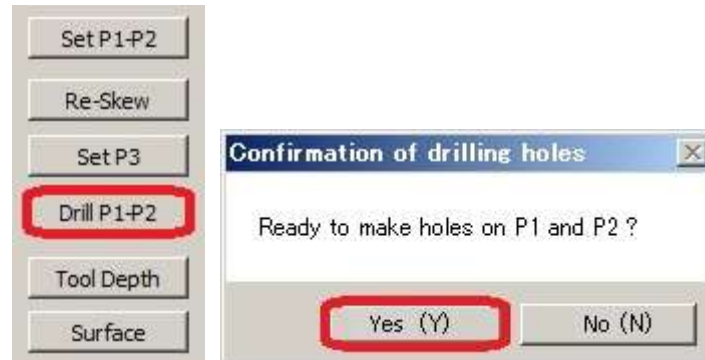 Set P1-P2
Re-Skew
Set P3
Drill P1-P2
Tool Depth
Surface
Confirmation of drilling holes
Ready to make holes on P1 and P2 ?
Yes (Y)
No (N)